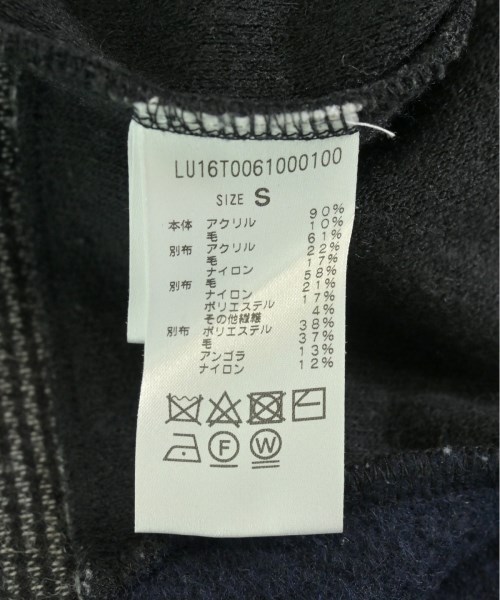 LU16T0061000100
SIZE S
本体 アクリル 90%
毛 10%
別布 アクリル 61%
毛 22%
ナイロン 17%
別布 毛 58%
ナイロン 21%
ポリエステル 17%
その他繊維 4%
別布 ポリエステル 38%
毛 37%
アンゴラ 13%
ナイロン 12%
F W